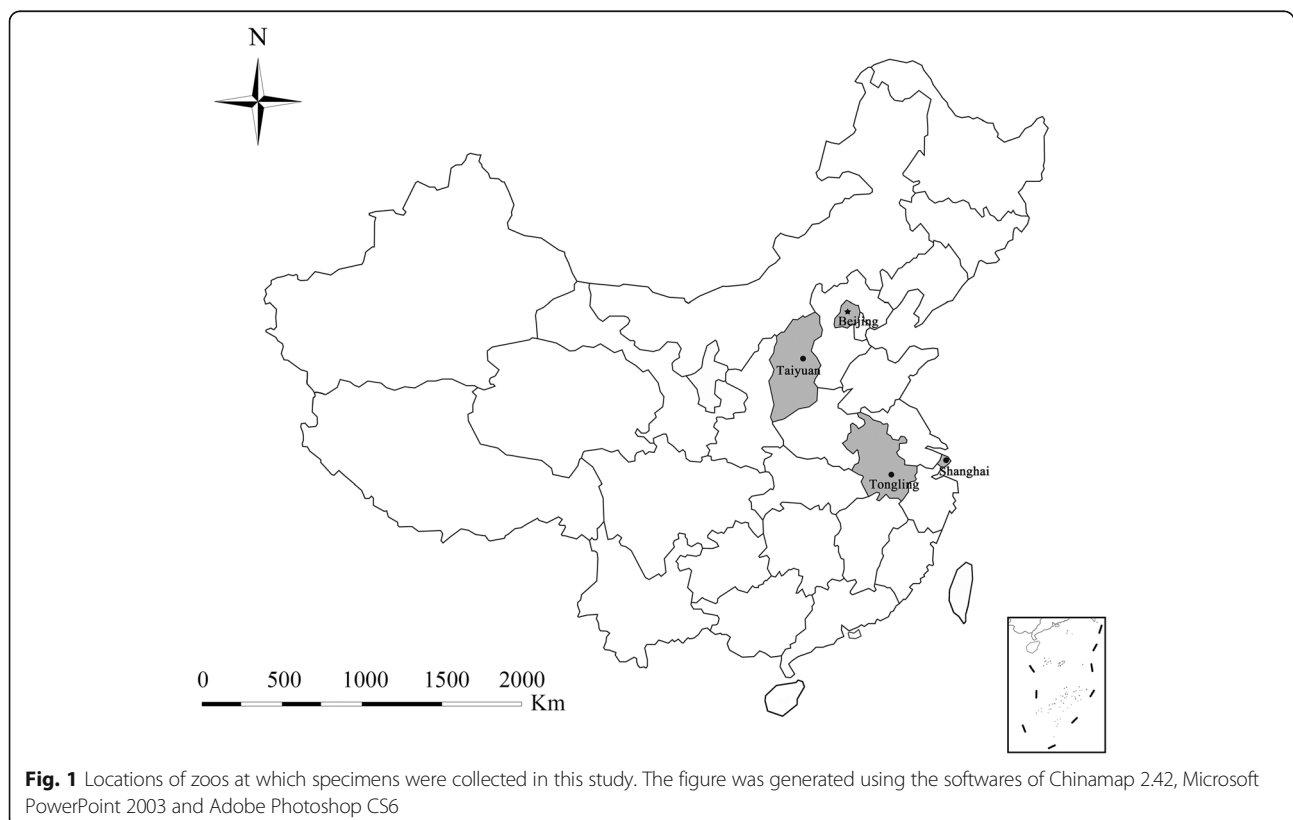 N
Beijing
Taiyuan
Shanghai
Tongling
0 500 1000 1500 2000
Km
Fig. 1 Locations of zoos at which specimens were collected in this study. The figure was generated using the softwares of Chinamap 2.42, Microsoft
PowerPoint 2003 and Adobe Photoshop CS6